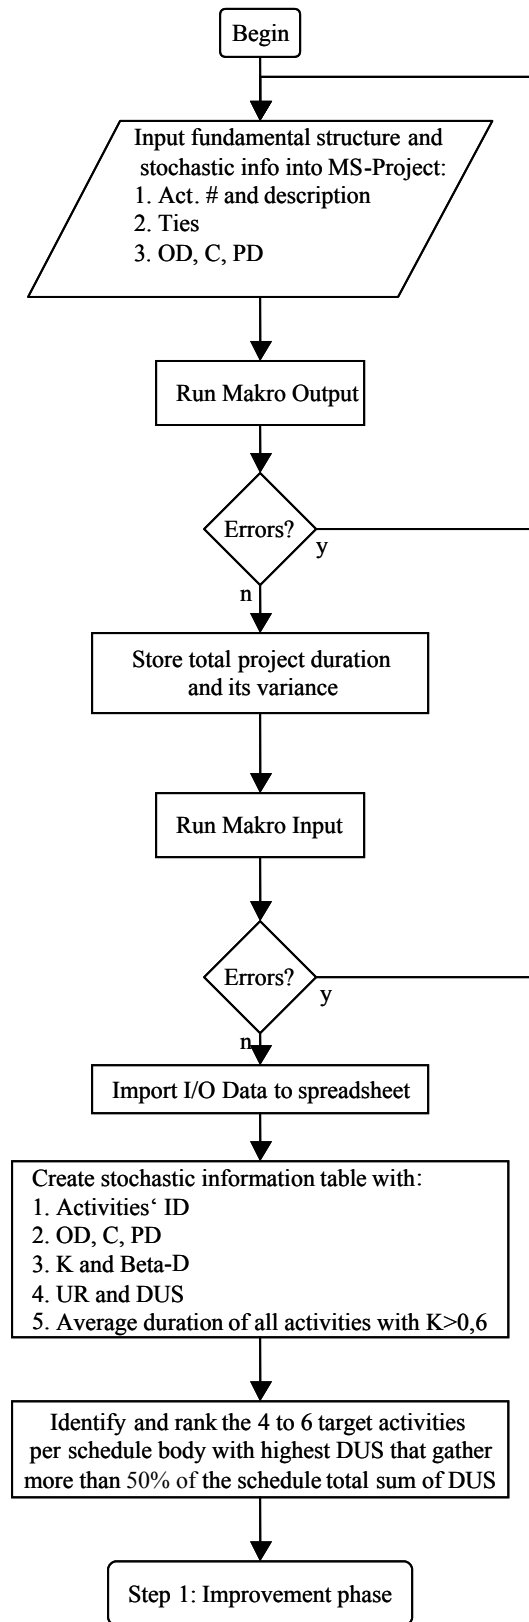 Begin
Input fundamental structure and
stochastic info into MS-Project:
1. Act. # and description
2. Ties
3. OD, C, PD
Run Makro Output
Errors?
y
n
Store total project duration
and its variance
Run Makro Input
Errors?
y
n
Import I/O Data to spreadsheet
Create stochastic information table with:
1. Activities‘ ID
2. OD, C, PD
3. K and Beta-D
4. UR and DUS
5. Average duration of all activities with K>0,6
Identify and rank the 4 to 6 target activities
per schedule body with highest DUS that gather
more than 50% of the schedule total sum of DUS
Step 1: Improvement phase